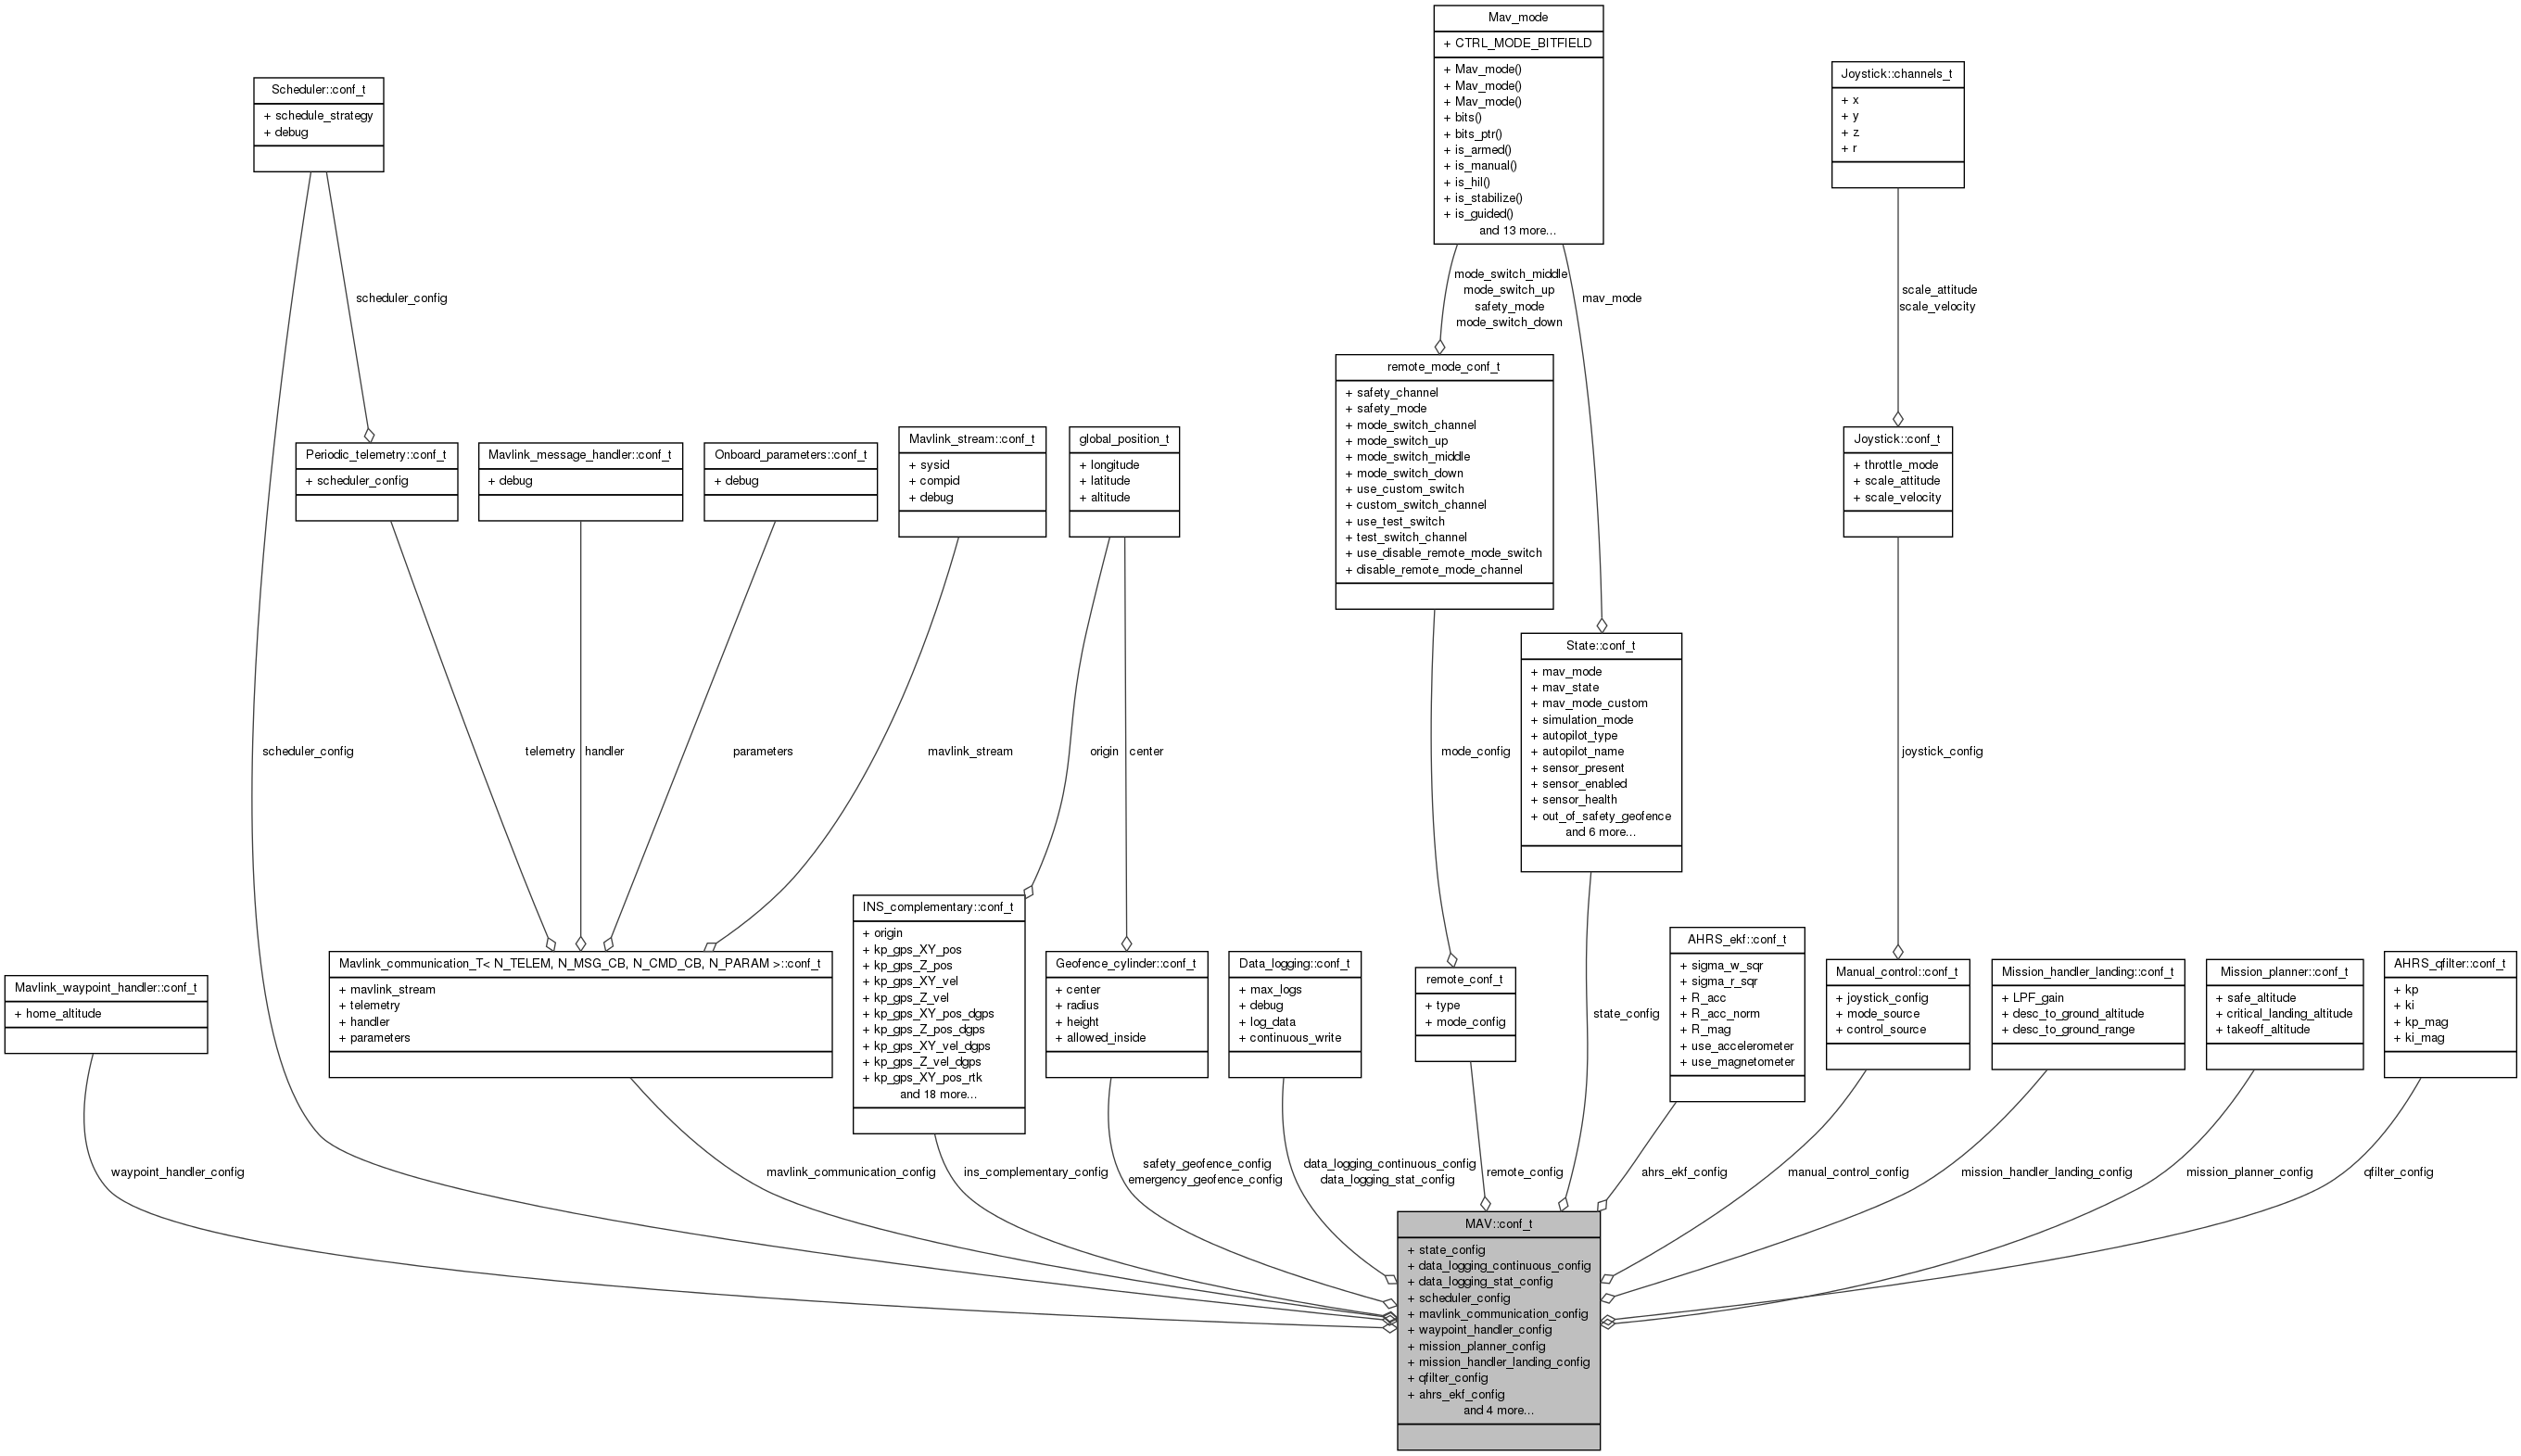 Mav_mode
+ CTRL_MODE_BITFIELD
+ Mav_mode()
+ Mav_mode()
+ Mav_mode()
+ bits()
+ bits_ptr()
+ is_armed()
+ is_manual()
+ is_hil()
+ is_stabilize()
+ is_guided()
and 13 more...
Joystick::channels_t
+ x
+ y
+ z
+ r
Scheduler::conf_t
+ schedule_strategy
+ debug
scheduler_config
mode_switch_middle
mode_switch_up
safety_mode
mode_switch_down
mav_mode
scale_attitude
scale_velocity
remote_mode_conf_t
+ safety_channel
+ safety_mode
+ mode_switch_channel
+ mode_switch_up
+ mode_switch_middle
+ mode_switch_down
+ use_custom_switch
+ custom_switch_channel
+ use_test_switch
+ test_switch_channel
+ use_disable_remote_mode_switch
+ disable_remote_mode_channel
Periodic_telemetry::conf_t
+ scheduler_config
Mavlink_message_handler::conf_t
+ debug
Onboard_parameters::conf_t
+ debug
Mavlink_stream::conf_t
+ sysid
+ compid
+ debug
global_position_t
+ longitude
+ latitude
+ altitude
Joystick::conf_t
+ throttle_mode
+ scale_attitude
+ scale_velocity
State::conf_t
+ mav_mode
+ mav_state
+ mav_mode_custom
+ simulation_mode
+ autopilot_type
+ autopilot_name
+ sensor_present
+ sensor_enabled
+ sensor_health
+ out_of_safety_geofence
and 6 more...
scheduler_config
telemetry
handler
parameters
mavlink_stream
origin
center
mode_config
joystick_config
Mavlink_waypoint_handler::conf_t
+ home_altitude
Mavlink_communication_T< N_TELEM, N_MSG_CB, N_CMD_CB, N_PARAM >::conf_t
+ mavlink_stream
+ telemetry
+ handler
+ parameters
INS_complementary::conf_t
+ origin
+ kp_gps_XY_pos
+ kp_gps_Z_pos
+ kp_gps_XY_vel
+ kp_gps_Z_vel
+ kp_gps_XY_pos_dgps
+ kp_gps_Z_pos_dgps
+ kp_gps_XY_vel_dgps
+ kp_gps_Z_vel_dgps
+ kp_gps_XY_pos_rtk
and 18 more...
Geofence_cylinder::conf_t
+ center
+ radius
+ height
+ allowed_inside
Data_logging::conf_t
+ max_logs
+ debug
+ log_data
+ continuous_write
remote_conf_t
+ type
+ mode_config
state_config
AHRS_ekf::conf_t
+ sigma_w_sqr
+ sigma_r_sqr
+ R_acc
+ R_acc_norm
+ R_mag
+ use_accelerometer
+ use_magnetometer
Manual_control::conf_t
+ joystick_config
+ mode_source
+ control_source
Mission_handler_landing::conf_t
+ LPF_gain
+ desc_to_ground_altitude
+ desc_to_ground_range
Mission_planner::conf_t
+ safe_altitude
+ critical_landing_altitude
+ takeoff_altitude
AHRS_qfilter::conf_t
+ kp
+ ki
+ kp_mag
+ ki_mag
waypoint_handler_config
mavlink_communication_config
ins_complementary_config
safety_geofence_config
emergency_geofence_config
data_logging_continuous_config
data_logging_stat_config
remote_config
ahrs_ekf_config
manual_control_config
mission_handler_landing_config
mission_planner_config
qfilter_config
MAV::conf_t
+ state_config
+ data_logging_continuous_config
+ data_logging_stat_config
+ scheduler_config
+ mavlink_communication_config
+ waypoint_handler_config
+ mission_planner_config
+ mission_handler_landing_config
+ qfilter_config
+ ahrs_ekf_config
and 4 more...